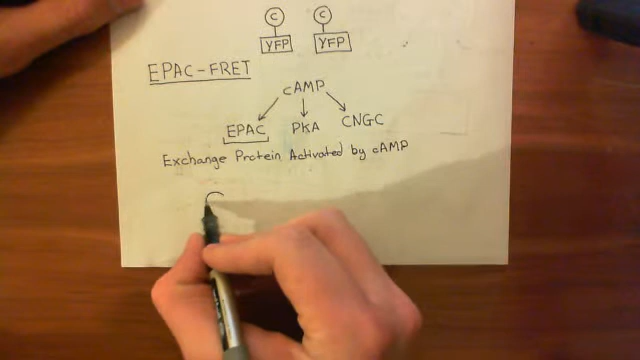 C C
YFP YFP
EPAC-FRET
cAMP
EPAC PKA CNGC
Exchange Protein Activated by cAMP